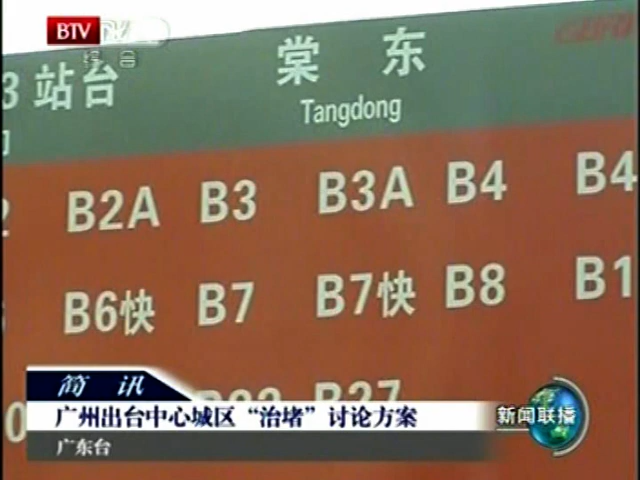 BTV
综合
3 站台
棠东
Tangdong
B2A B3 B3A B4 B4
B6快 B7 B7快 B8 B1
B27
简讯
广州出台中心城区“治堵”讨论方案
新闻联播
广东台